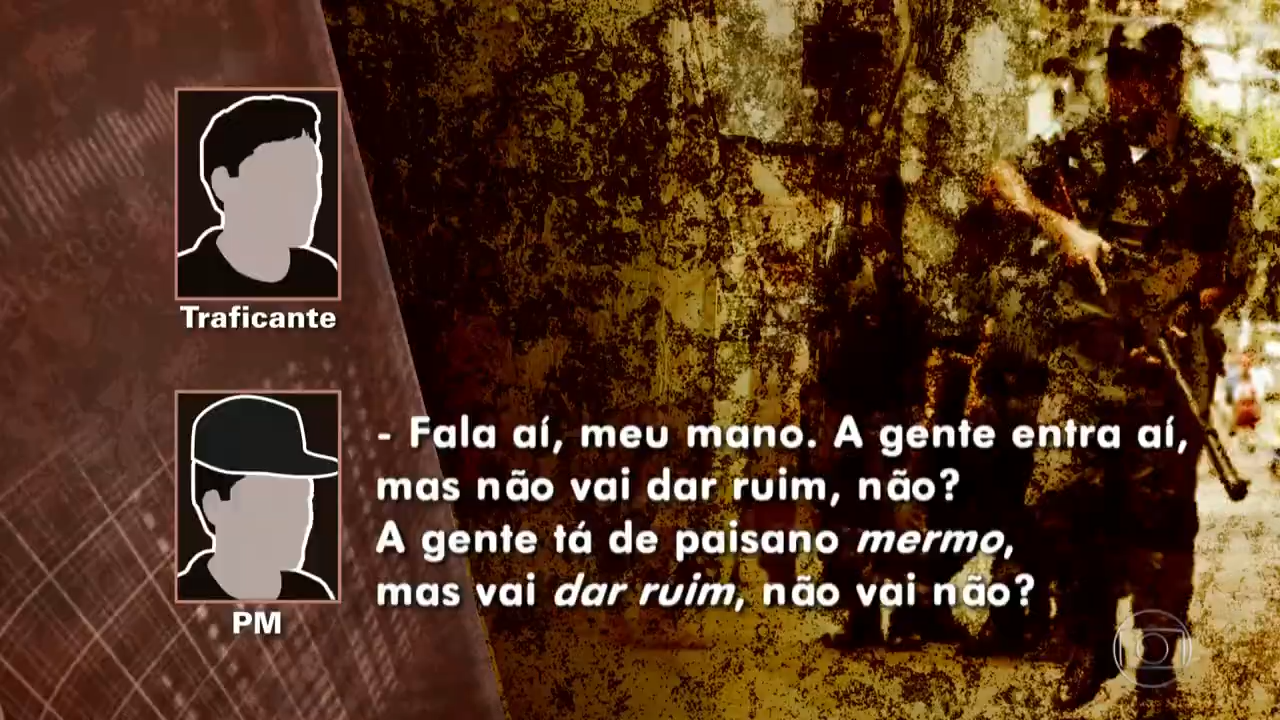 Traficante
- Fala aí, meu mano. A gente entra aí,
mas não vai dar ruim, não?
A gente tá de paisano mermo,
mas vai dar ruim, não vai não?
PM